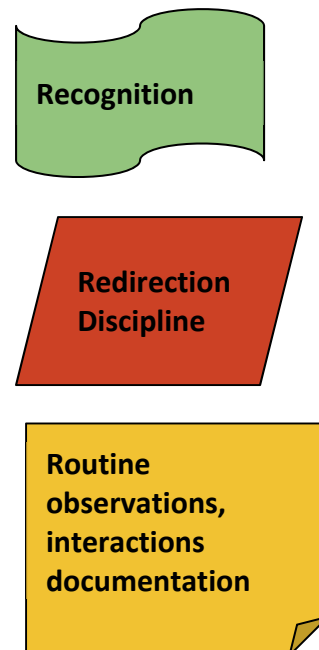 Recognition
Redirection
Discipline
Routine
observations,
interactions
documentation